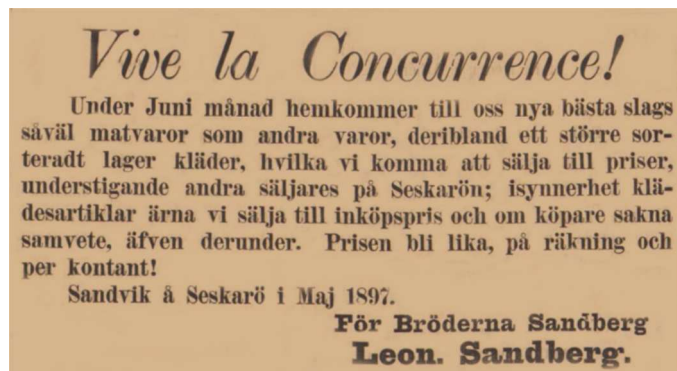 Vive la Concurrence!
Under Juni månad hemkommer till oss nya bästa slags
såväl matvaror som andra varor, deribland ett större sor-
teradt lager kläder, hvilka vi komma att sälja till priser,
understigande andra säljares på Seskarön; isynnerhet klä-
desartiklar ärna vi sälja till inköpspris och om köpare sakna
samvete, äfven derunder. Prisen bli lika, på räkning och
per kontant!
Sandvik å Seskarö i Maj 1897.
För Bröderna Sandberg
Leon. Sandberg.